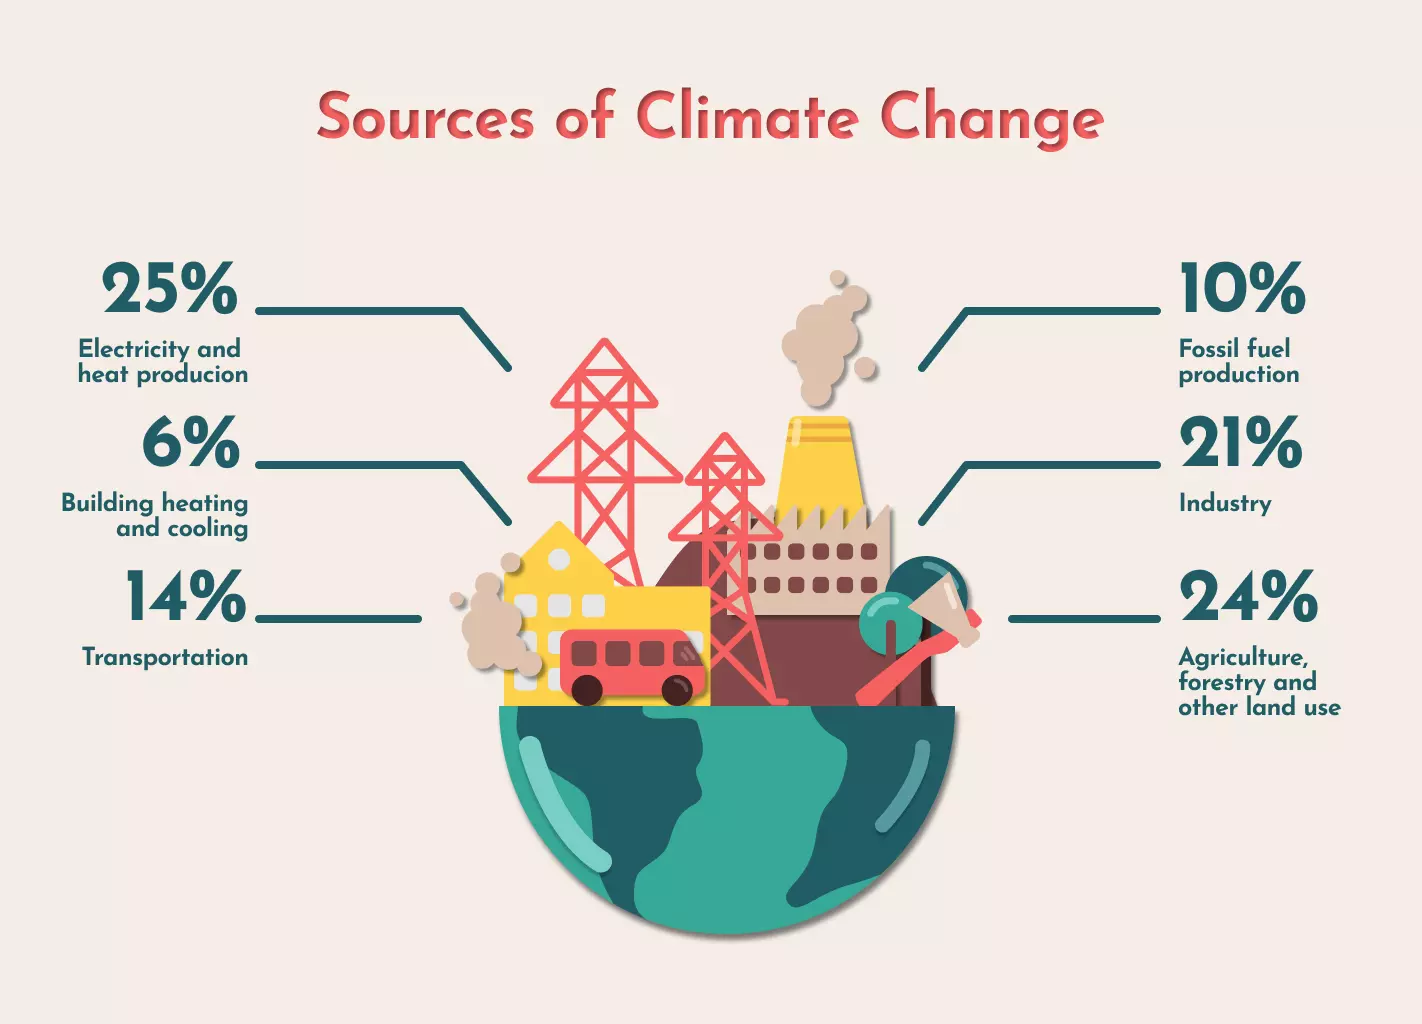 Sources of Climate Change
25%
Electricity and
heat producion
6%
Building heating
and cooling
14%
Transportation
10%
Fossil fuel
production
21%
Industry
24%
Agriculture,
forestry and
other land use